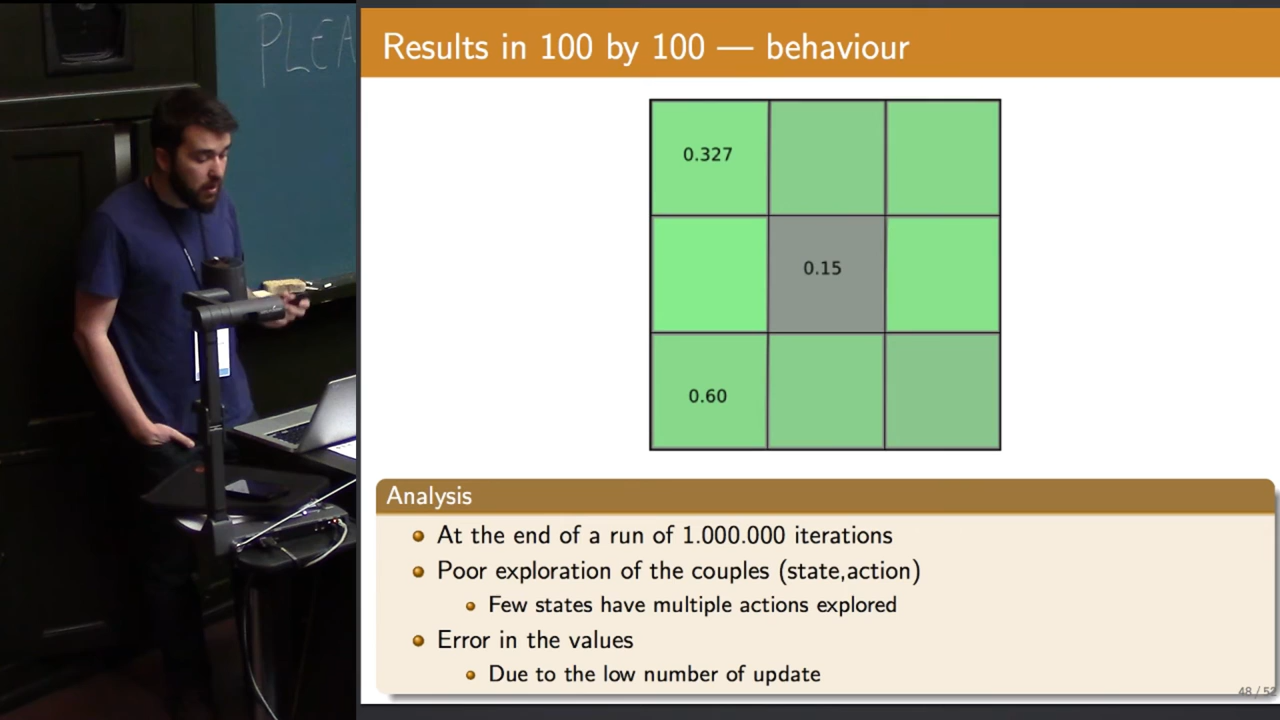 PLEA
Results in 100 by 100 — behaviour
0.327
0.15
0.60
Analysis
At the end of a run of 1.000.000 iterations
Poor exploration of the couples (state,action)
Few states have multiple actions explored
Error in the values
Due to the low number of update
48 / 52